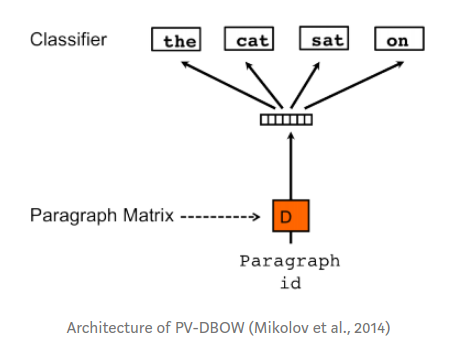 Classifier the cat sat on
Paragraph Matrix D
Paragraph
id
Architecture of PV-DBOW (Mikolov et al., 2014)